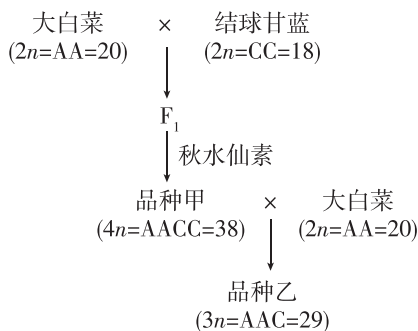 大白菜 × 结球甘蓝
(2n=AA=20) (2n=CC=18)
F₁
秋水仙素
品种甲 × 大白菜
(4n=AACC=38) (2n=AA=20)
品种乙
(3n=AAC=29)